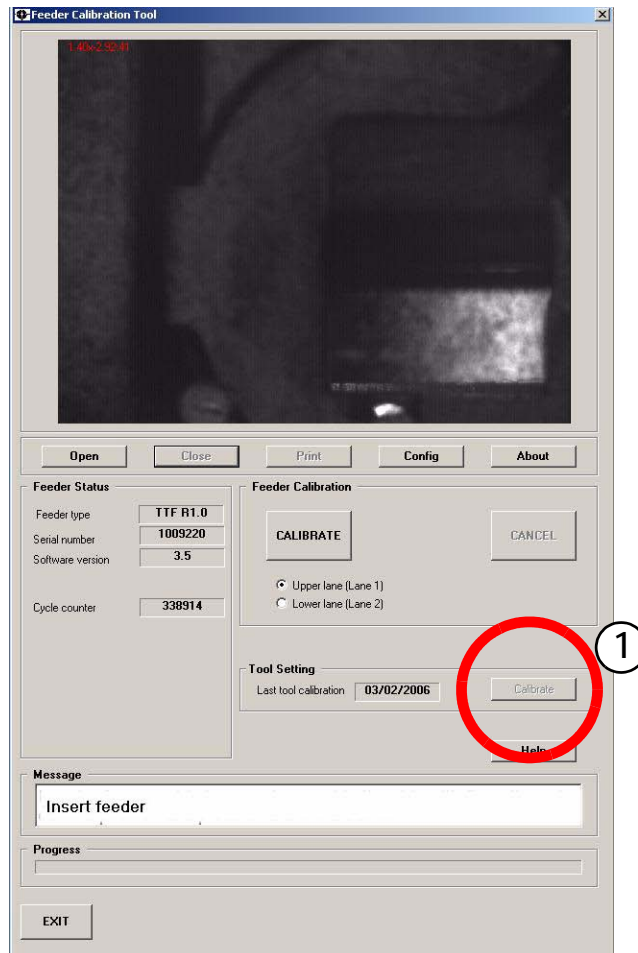 Feeder Calibration Tool
Open Close Print Config About
Feeder Status
Feeder type TTF R1.0
Serial number 1009220
Software version 3.5
Cycle counter 338914
Feeder Calibration
CALIBRATE CANCEL
Upper lane (Lane 1)
Lower lane (Lane 2)
1
Tool Setting
Last tool calibration 03/02/2006 Calibrate
Help
Message
Insert feeder
Progress
EXIT